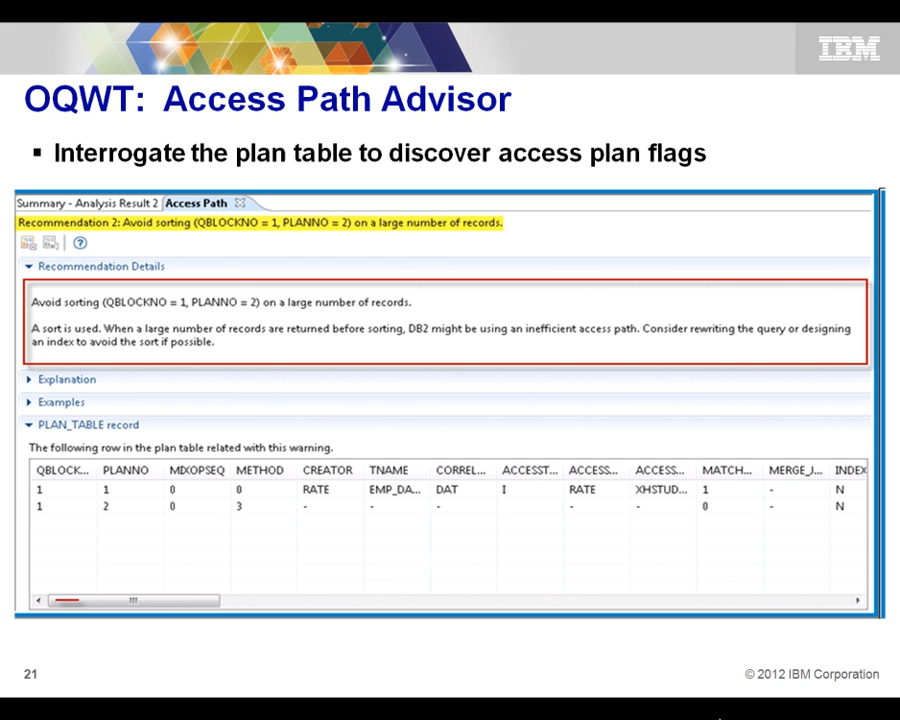 IBM
OQWT: Access Path Advisor
▪ Interrogate the plan table to discover access plan flags
Summary - Analysis Result 2 Access Path
Recommendation 2: Avoid sorting (QBLOCKNO = 1, PLANNO = 2) on a large number of records.
Recommendation Details
Avoid sorting (QBLOCKNO = 1, PLANNO = 2) on a large number of records.
A sort is used. When a large number of records are returned before sorting, DB2 might be using an inefficient access path. Consider rewriting the query or designing
an index to avoid the sort if possible.
Explanation
Examples
PLAN_TABLE record
The following row in the plan table related with this warning.
QBLOCK... PLANNO MIXOPSEQ METHOD CREATOR TNAME CORREL... ACCESST... ACCESS... ACCESS... MATCH... MERGE_J... INDEX
1 1 0 0 RATE EMP_DA... DAT I RATE XHSTUD... 1 - N
1 2 0 3 - - - - - 0 - N
21
© 2012 IBM Corporation